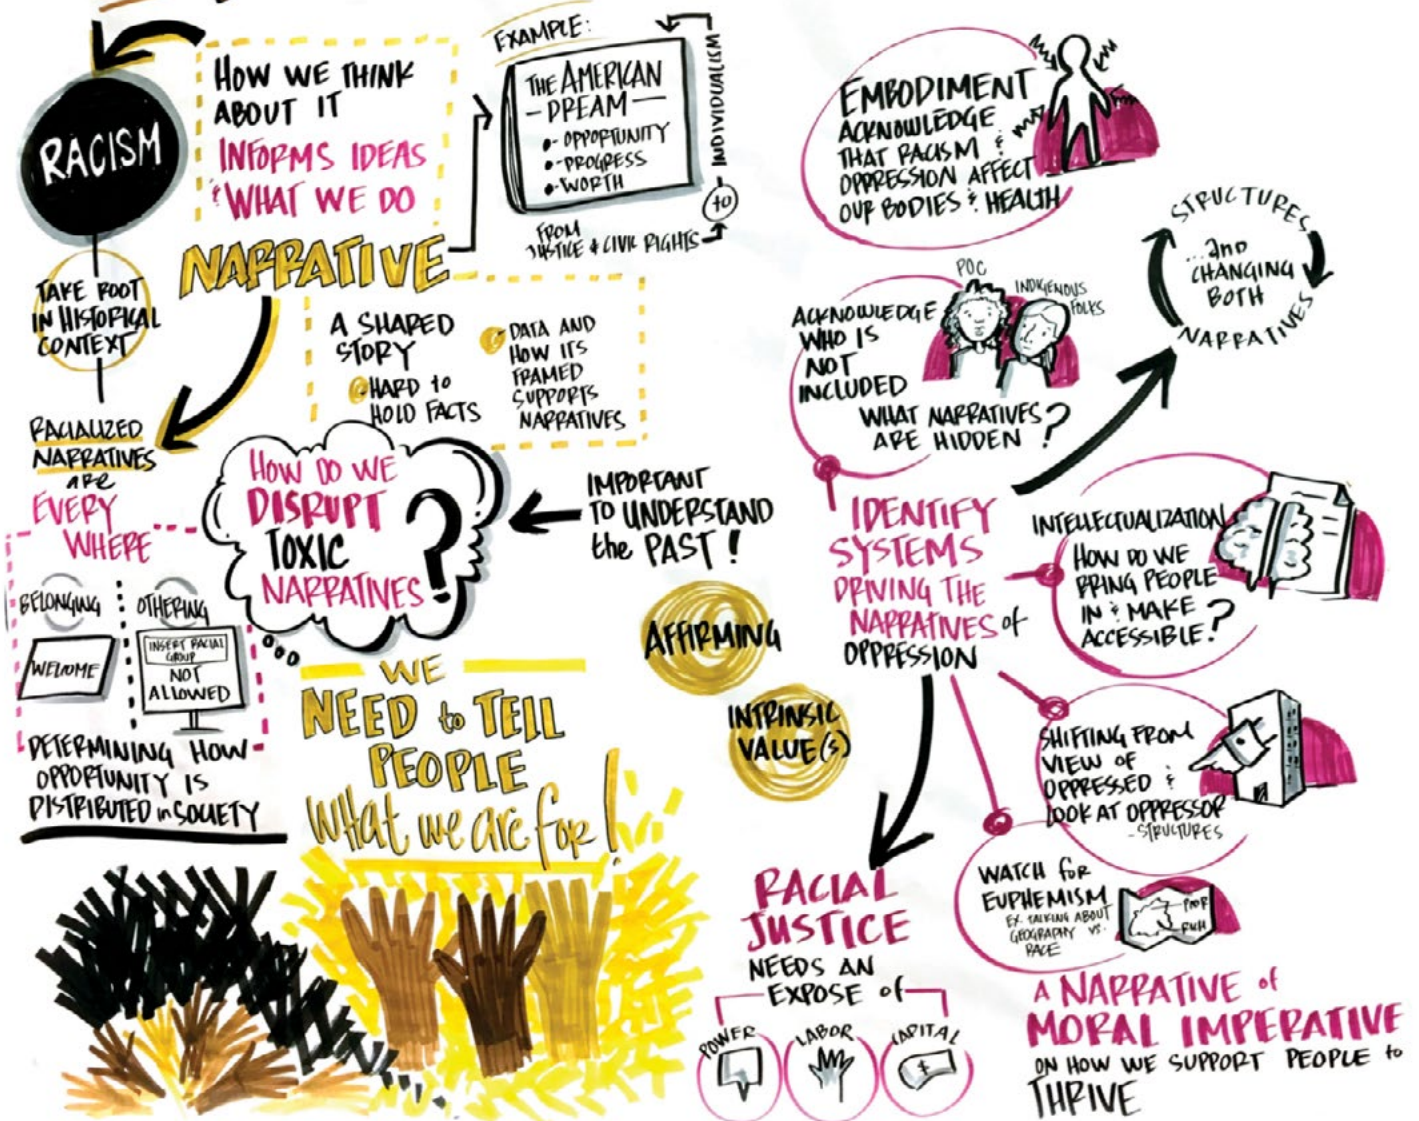 RACISM
HOW WE THINK
ABOUT IT
INFORMS IDEAS
& WHAT WE DO
NARRATIVE
EXAMPLE:
THE AMERICAN
- DREAM -
• - OPPORTUNITY
• - PROGRESS
• - WORTH
INDIVIDUALISM
to
FROM
JUSTICE & CIVIL RIGHTS
TAKE ROOT
IN HISTORICAL
CONTEXT
A SHARED
STORY
HARD to
HOLD FACTS
DATA AND
HOW ITS
FRAMED
SUPPORTS
NARRATIVES
RACIALIZED
NARRATIVES
are
EVERY
WHERE
BELONGING
OTHERING
WELCOME
INSERT RACIAL
GROUP
NOT
ALLOWED
DETERMINING HOW
OPPORTUNITY IS
DISTRIBUTED in SOCIETY
HOW DO WE
DISRUPT
TOXIC
NARRATIVES
?
IMPORTANT
TO UNDERSTAND
the PAST!
AFFIRMING
INTRINSIC
VALUE(s)
WE
NEED to TELL
PEOPLE
What we are for!
EMBODIMENT
ACKNOWLEDGE
THAT RACISM &
OPPRESSION AFFECT
OUR BODIES & HEALTH
ACKNOWLEDGE
WHO IS
NOT
INCLUDED
POC
INDIGENOUS
FOLKS
WHAT NARRATIVES
ARE HIDDEN?
STRUCTURES
...and
CHANGING
BOTH
NARRATIVES
IDENTIFY
SYSTEMS
DRIVING THE
NARRATIVES of
OPPRESSION
INTELLECTUALIZATION
HOW DO WE
BRING PEOPLE
IN & MAKE
ACCESSIBLE?
SHIFTING FROM
VIEW OF
OPPRESSED &
LOOK AT OPPRESSOR
- STRUCTURES
WATCH for
EUPHEMISM
EX. TALKING ABOUT
GEOGRAPHY VS.
RACE
POOR
RICH
RACIAL
JUSTICE
NEEDS AN
EXPOSE of
POWER
LABOR
CAPITAL
A NARRATIVE of
MORAL IMPERATIVE
ON HOW WE SUPPORT PEOPLE to
THRIVE